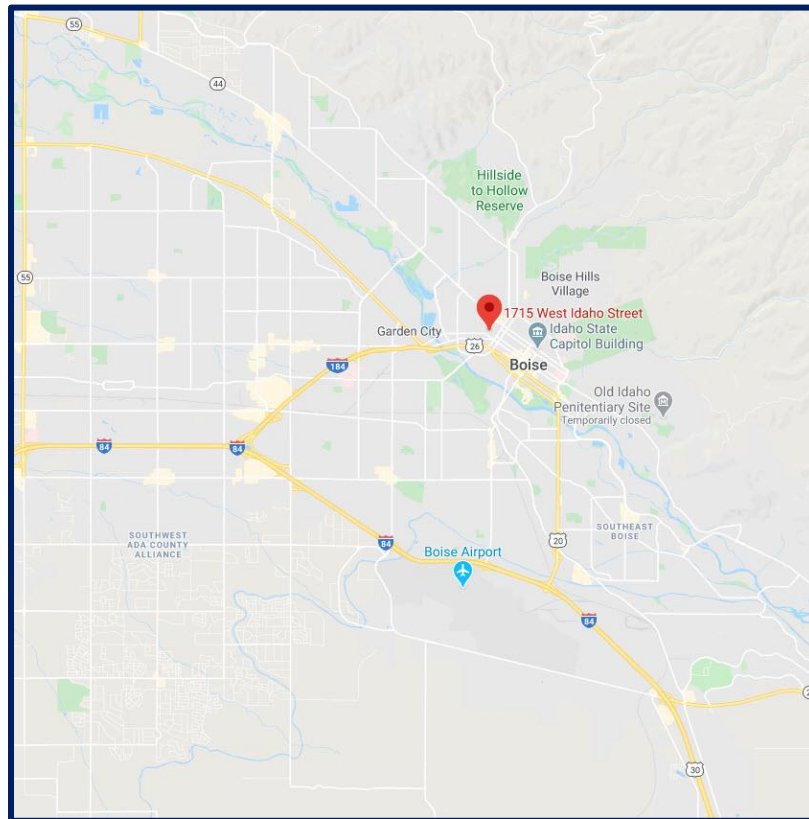 55
44
Hillside
to Hollow
Reserve
55
Boise Hills
Village
1715 West Idaho Street
Garden City
26
Idaho State
Capitol Building
184
Boise
Old Idaho
Penitentiary Site
Temporarily closed
84
84
SOUTHWEST
ADA COUNTY
ALLIANCE
84
20
SOUTHEAST
BOISE
Boise Airport
84
30